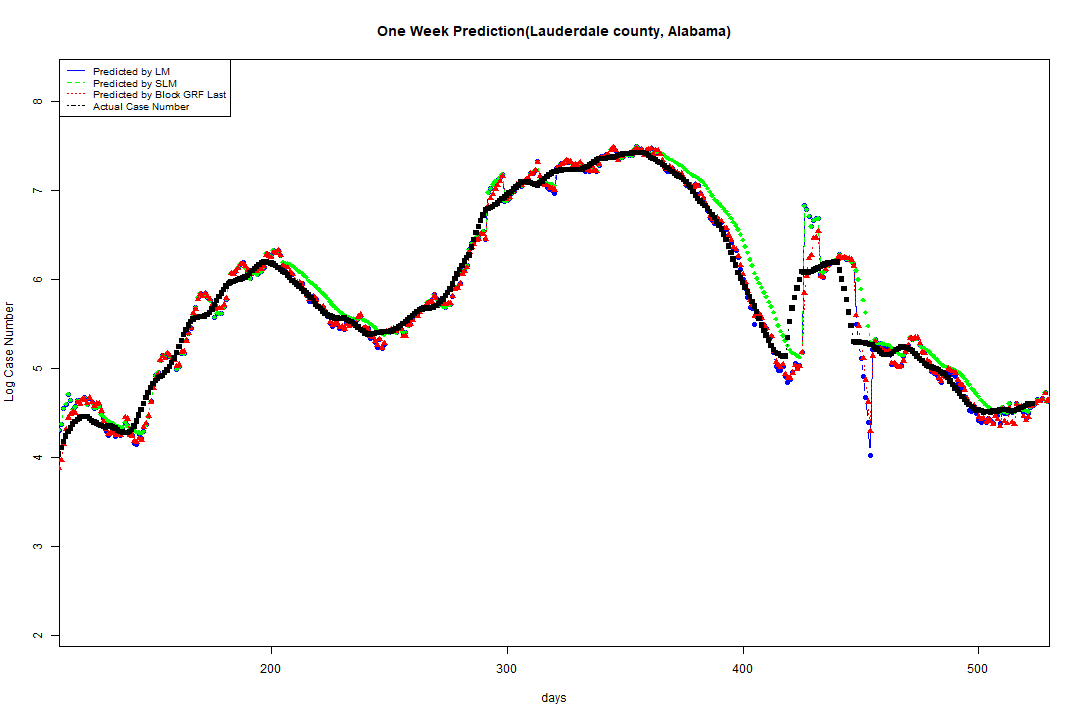 One Week Prediction(Lauderdale county, Alabama)
Predicted by LM
Predicted by SLM
Predicted by Block GRF Last
Actual Case Number
8
7
6
5
4
3
2
Log Case Number
200 300 400 500
days